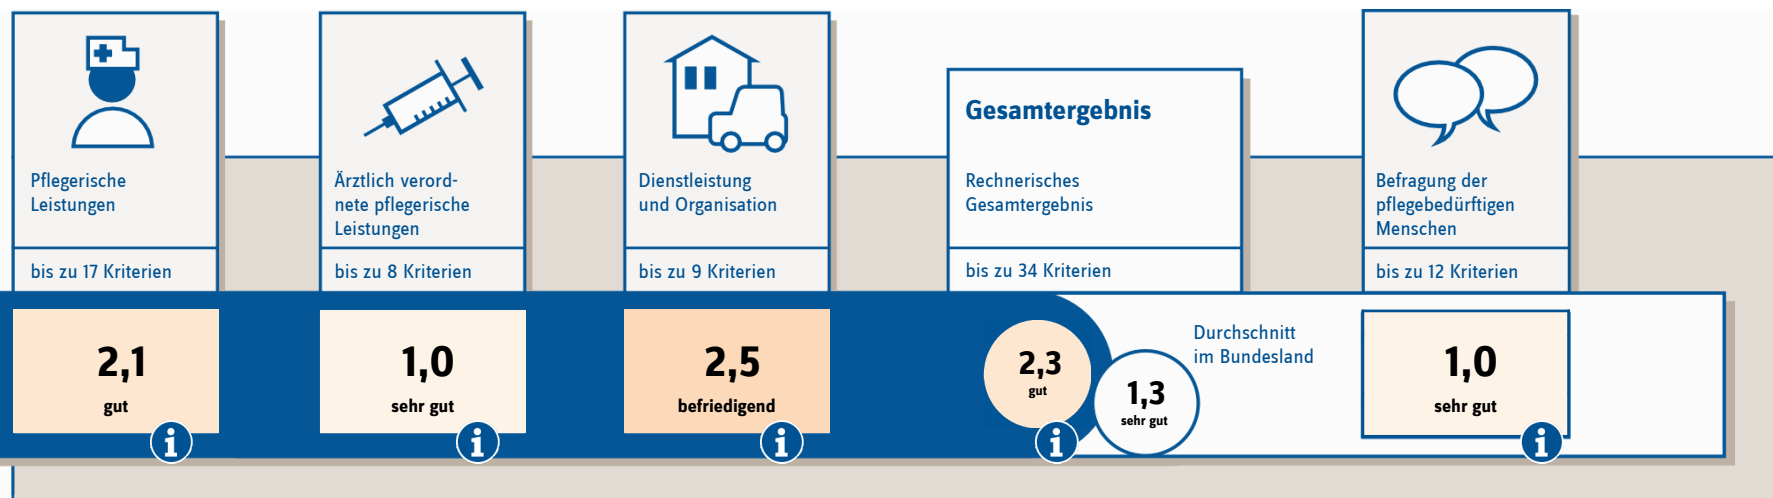 Pflegerische
Leistungen
bis zu 17 Kriterien
2,1
gut
i
Ärztlich verord-
nete pflegerische
Leistungen
bis zu 8 Kriterien
1,0
sehr gut
i
Dienstleistung
und Organisation
bis zu 9 Kriterien
2,5
befriedigend
i
Gesamtergebnis
Rechnerisches
Gesamtergebnis
bis zu 34 Kriterien
2,3
gut
i
1,3
sehr gut
Durchschnitt
im Bundesland
Befragung der
pflegebedürftigen
Menschen
bis zu 12 Kriterien
1,0
sehr gut
i